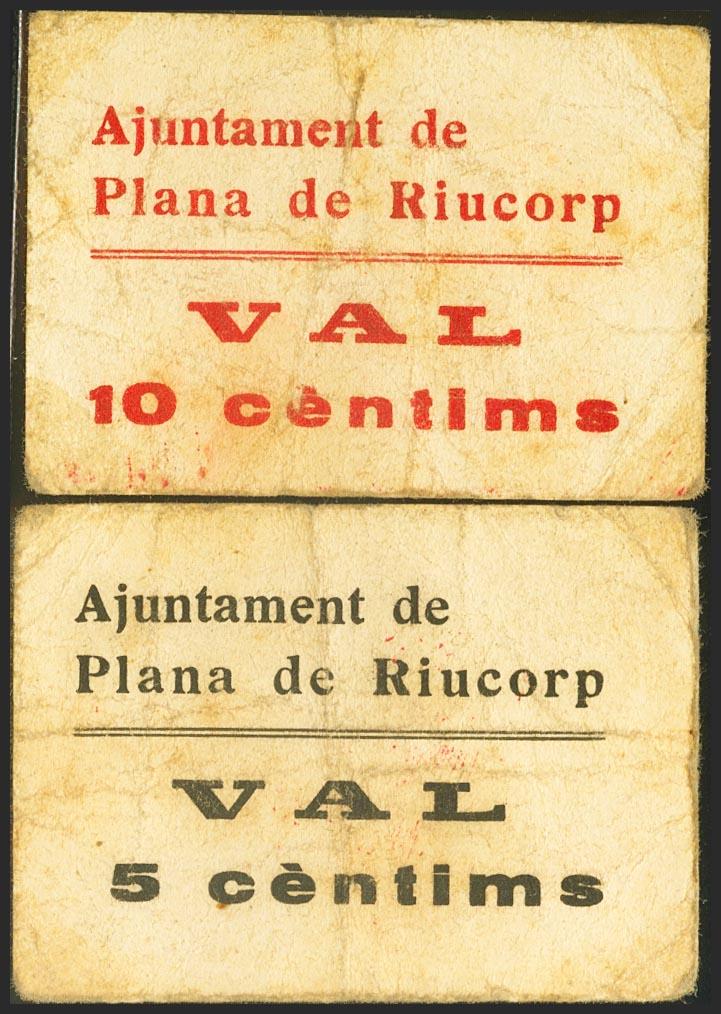 Ajuntament de
Plana de Riucorp
VAL
10 cèntims
Ajuntament de
Plana de Riucorp
VAL
5 cèntims